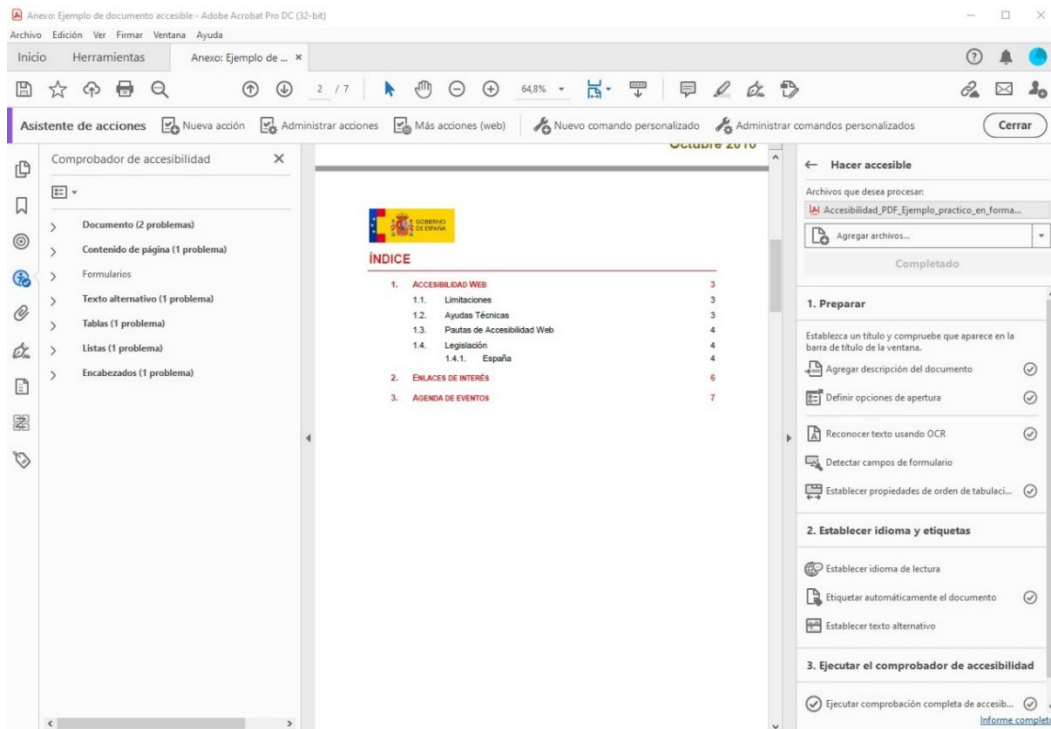 Anexo: Ejemplo de documento accesible - Adobe Acrobat Pro DC (32-bit)
Archivo Edición Ver Firmar Ventana Ayuda
Inicio Herramientas Anexo: Ejemplo de ... ×
2 / 7 64,8%
Asistente de acciones Nueva acción Administrar acciones Más acciones (web) Nuevo comando personalizado Administrar comandos personalizados Cerrar
Comprobador de accesibilidad
Documento (2 problemas)
Contenido de página (1 problema)
Formularios
Texto alternativo (1 problema)
Tablas (1 problema)
Listas (1 problema)
Encabezados (1 problema)
Octubre 2010
GOBIERNO
DE ESPAÑA
ÍNDICE
1. ACCESIBILIDAD WEB 3
1.1. Limitaciones 3
1.2. Ayudas Técnicas 3
1.3. Pautas de Accesibilidad Web 4
1.4. Legislación 4
1.4.1. España 4
2. ENLACES DE INTERÉS 6
3. AGENDA DE EVENTOS 7
Hacer accesible
Archivos que desea procesar:
Accesibilidad_PDF_Ejemplo_practico_en_forma...
Agregar archivos...
Completado
1. Preparar
Establezca un título y compruebe que aparece en la
barra de título de la ventana.
Agregar descripción del documento
Definir opciones de apertura
Reconocer texto usando OCR
Detectar campos de formulario
Establecer propiedades de orden de tabulaci...
2. Establecer idioma y etiquetas
Establecer idioma de lectura
Etiquetar automáticamente el documento
Establecer texto alternativo
3. Ejecutar el comprobador de accesibilidad
Ejecutar comprobación completa de accesib...
Informe completo